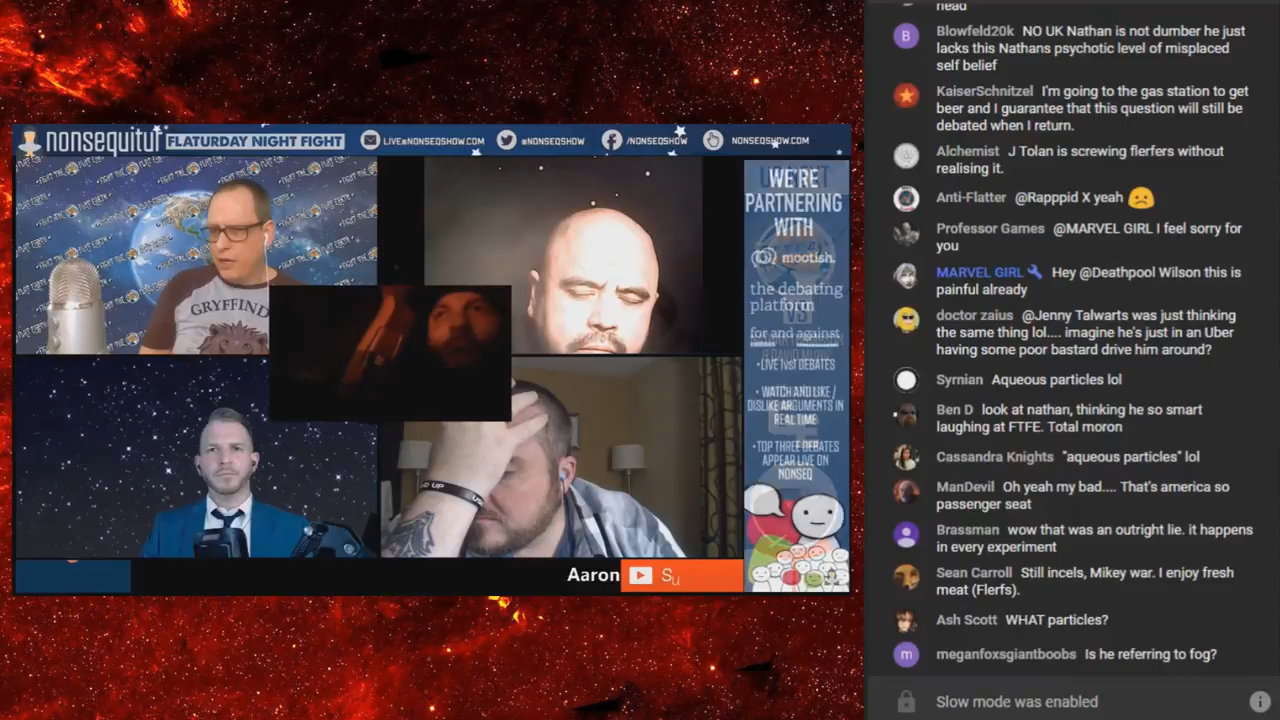 nonsequitur
FLATURDAY NIGHT FIGHT
LIVE@NONSEQSHOW.COM
@NONSEQSHOW
/NONSEQSHOW
NONSEQSHOW.COM
GRYFFIND
WE'RE
PARTNERING
WITH
mootish.
the debating
platform
for and against
• LIVE 1vs1 DEBATES
• WATCH AND LIKE /
DISLIKE ARGUMENTS IN
REAL TIME
• TOP THREE DEBATES
APPEAR LIVE ON
NONSEQ
Aaron
Su
head
Blowfeld20k NO UK Nathan is not dumber he just
lacks this Nathans psychotic level of misplaced
self belief
KaiserSchnitzel I'm going to the gas station to get
beer and I guarantee that this question will still be
debated when I return.
Alchemist J Tolan is screwing flerfers without
realising it.
Anti-Flatter @Rapppid X yeah
Professor Games @MARVEL GIRL I feel sorry for
you
MARVEL GIRL Hey @Deathpool Wilson this is
painful already
doctor zaius @Jenny Talwarts was just thinking
the same thing lol.... imagine he's just in an Uber
having some poor bastard drive him around?
Syrnian Aqueous particles lol
Ben D look at nathan, thinking he so smart
laughing at FTFE. Total moron
Cassandra Knights "aqueous particles" lol
ManDevil Oh yeah my bad.... That's america so
passenger seat
Brassman wow that was an outright lie. it happens
in every experiment
Sean Carroll Still incels, Mikey war. I enjoy fresh
meat (Flerfs).
Ash Scott WHAT particles?
meganfoxsgiantboobs Is he referring to fog?
Slow mode was enabled